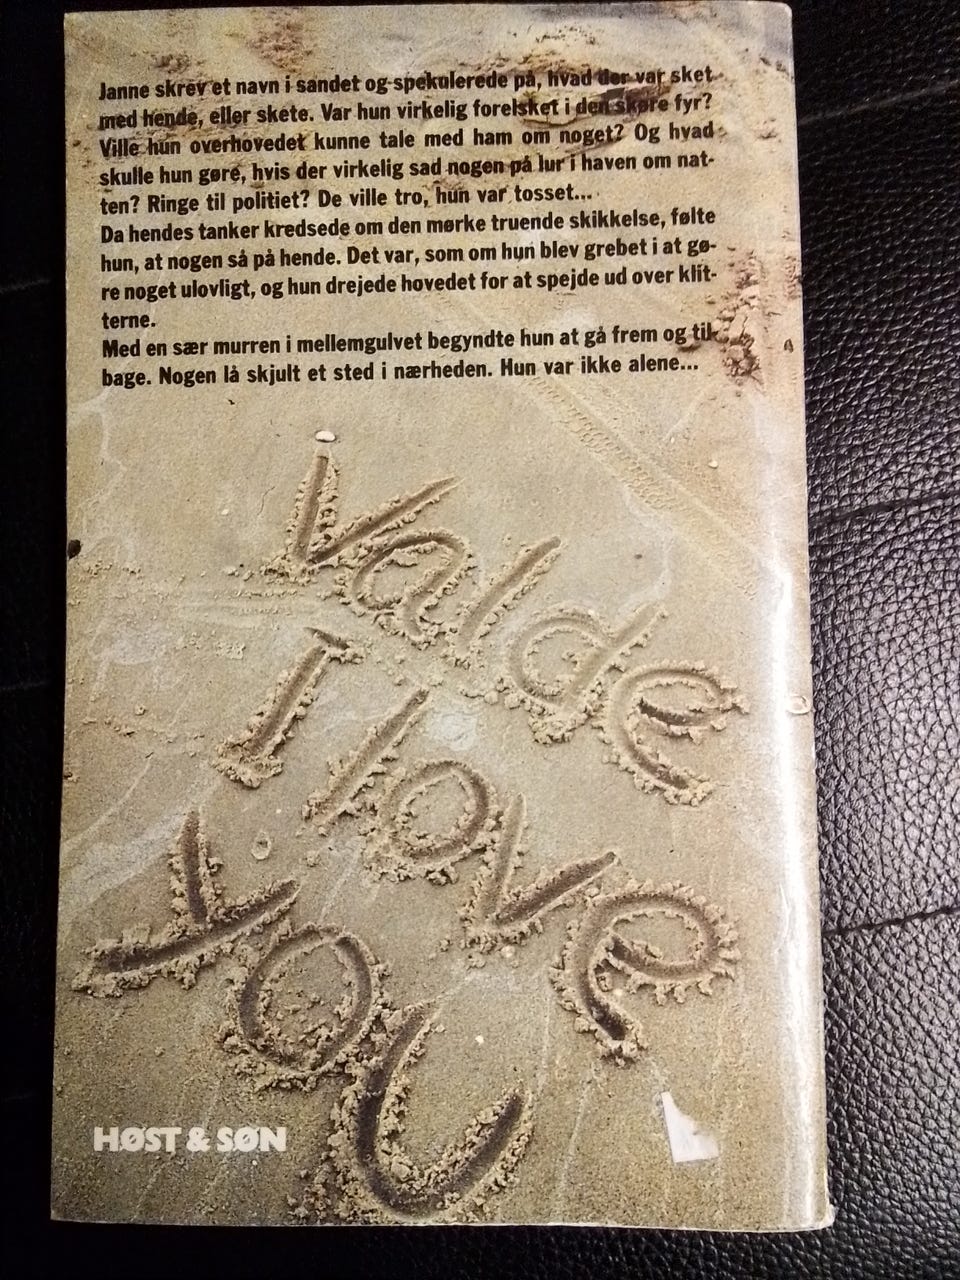 Janne skrev et navn i sandet og spekulerede på, hvad der var sket
med hende, eller skete. Var hun virkelig forelsket i den skøre fyr?
Ville hun overhovedet kunne tale med ham om noget? Og hvad
skulle hun gøre, hvis der virkelig sad nogen på lur i haven om nat-
ten? Ringe til politiet? De ville tro, hun var tosset...
Da hendes tanker kredsede om den mørke truende skikkelse, følte
hun, at nogen så på hende. Det var, som om hun blev grebet i at gø-
re noget ulovligt, og hun drejede hovedet for at spejde ud over klit-
terne.
Med en sær murren i mellemgulvet begyndte hun at gå frem og til-
bage. Nogen lå skjult et sted i nærheden. Hun var ikke alene...
Valde
I love
you
HØST & SØN